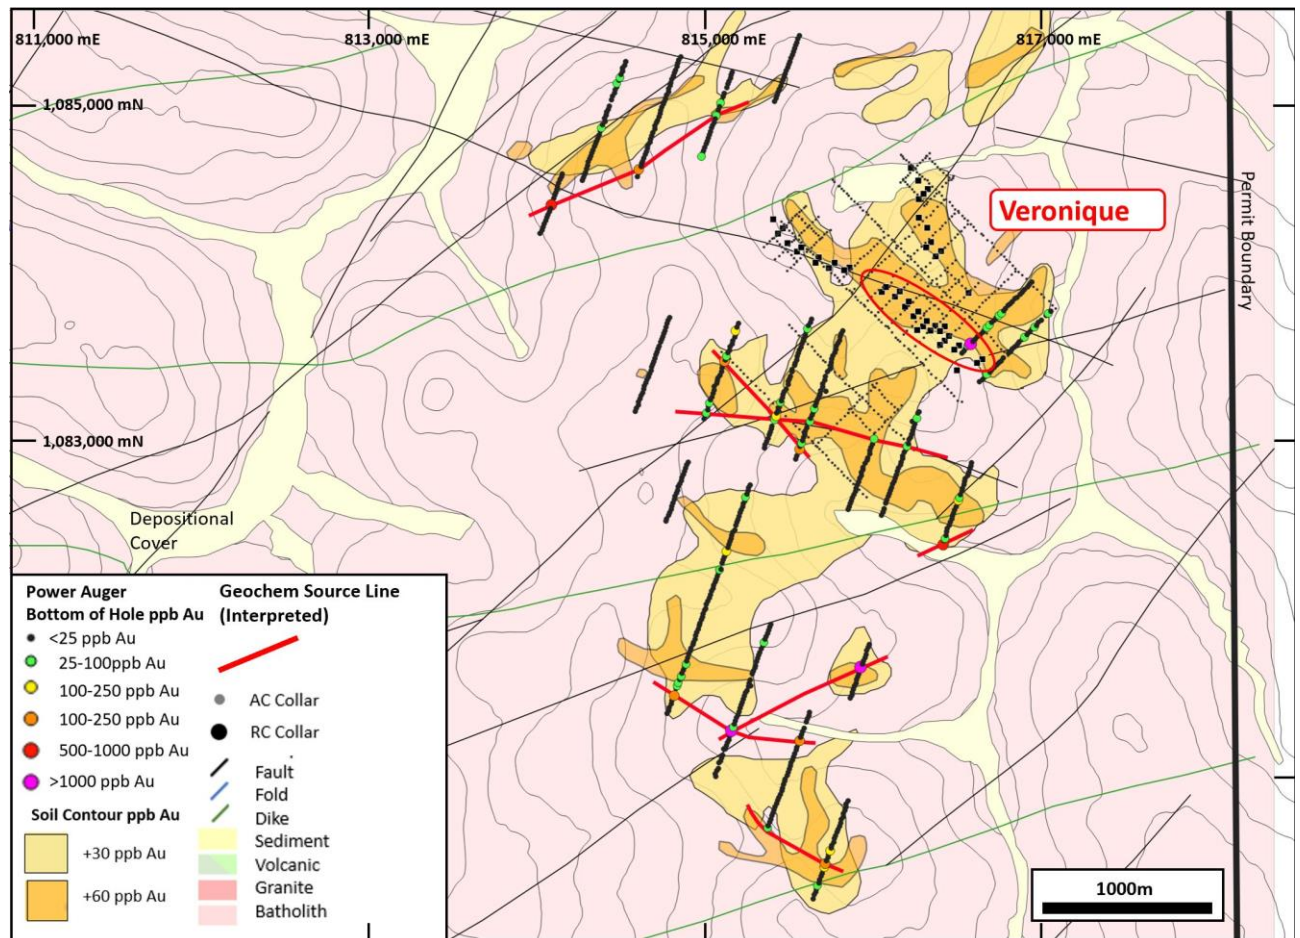 811,000 mE
813,000 mE
815,000 mE
817,000 mE
1,085,000 mN
Veronique
Permit Boundary
1,083,000 mN
Depositional
Cover
Power Auger
Bottom of Hole ppb Au
<25 ppb Au
25-100ppb Au
100-250 ppb Au
100-250 ppb Au
500-1000 ppb Au
>1000 ppb Au
Soil Contour ppb Au
+30 ppb Au
+60 ppb Au
Geochem Source Line
(Interpreted)
AC Collar
RC Collar
Fault
Fold
Dike
Sediment
Volcanic
Granite
Batholith
1000m